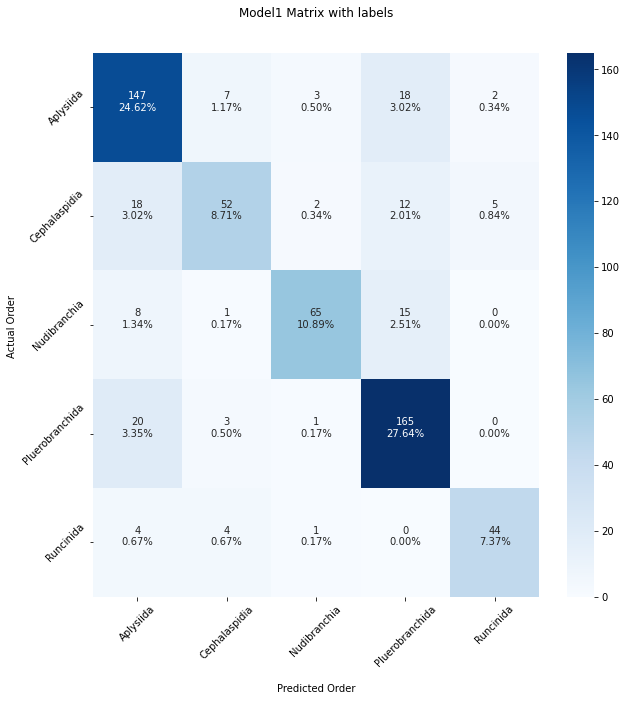 Model1 Matrix with labels
Actual Order
Aplysiida
147 7 3 18 2
24.62% 1.17% 0.50% 3.02% 0.34%
Cephalaspidia
18 52 2 12 5
3.02% 8.71% 0.34% 2.01% 0.84%
Nudibranchia
8 1 65 15 0
1.34% 0.17% 10.89% 2.51% 0.00%
Pluerobranchida
20 3 1 165 0
3.35% 0.50% 0.17% 27.64% 0.00%
Runcinida
4 4 1 0 44
0.67% 0.67% 0.17% 0.00% 7.37%
Aplysiida Cephalaspidia Nudibranchia Pluerobranchida Runcinida
Predicted Order
160
140
120
100
80
60
40
20
0